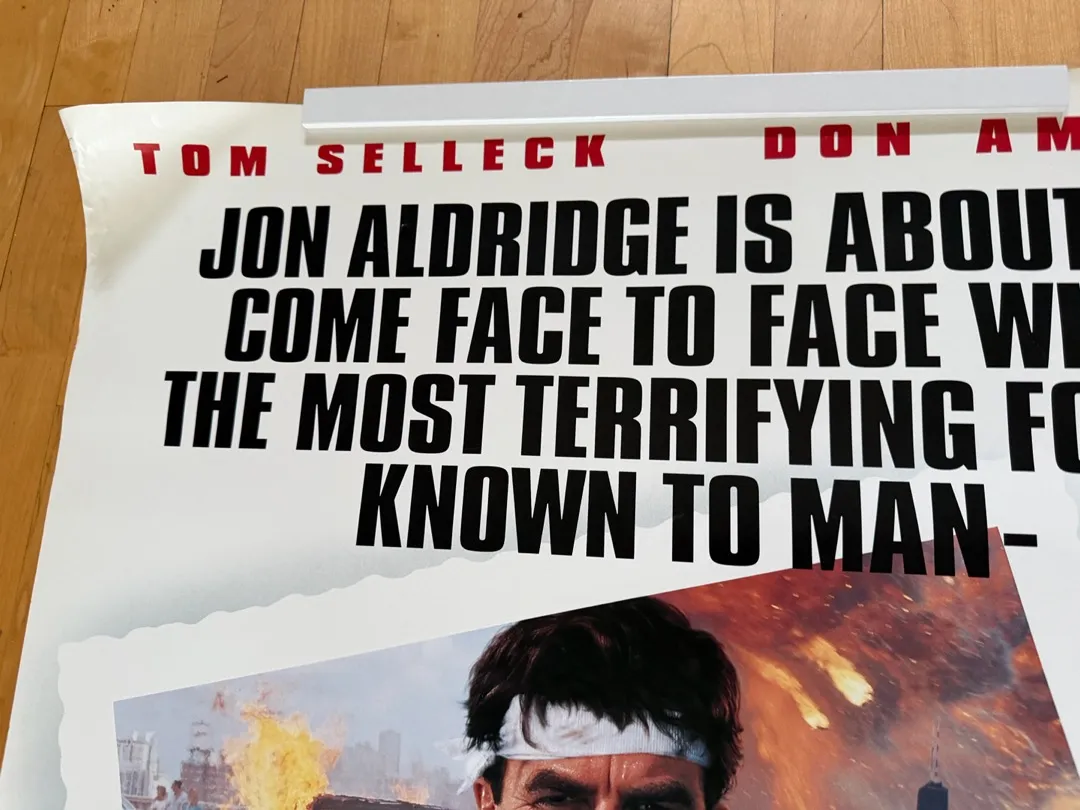 TOM SELLECK DON AM
JON ALDRIDGE IS ABOUT
COME FACE TO FACE WI
THE MOST TERRIFYING FO
KNOWN TO MAN-